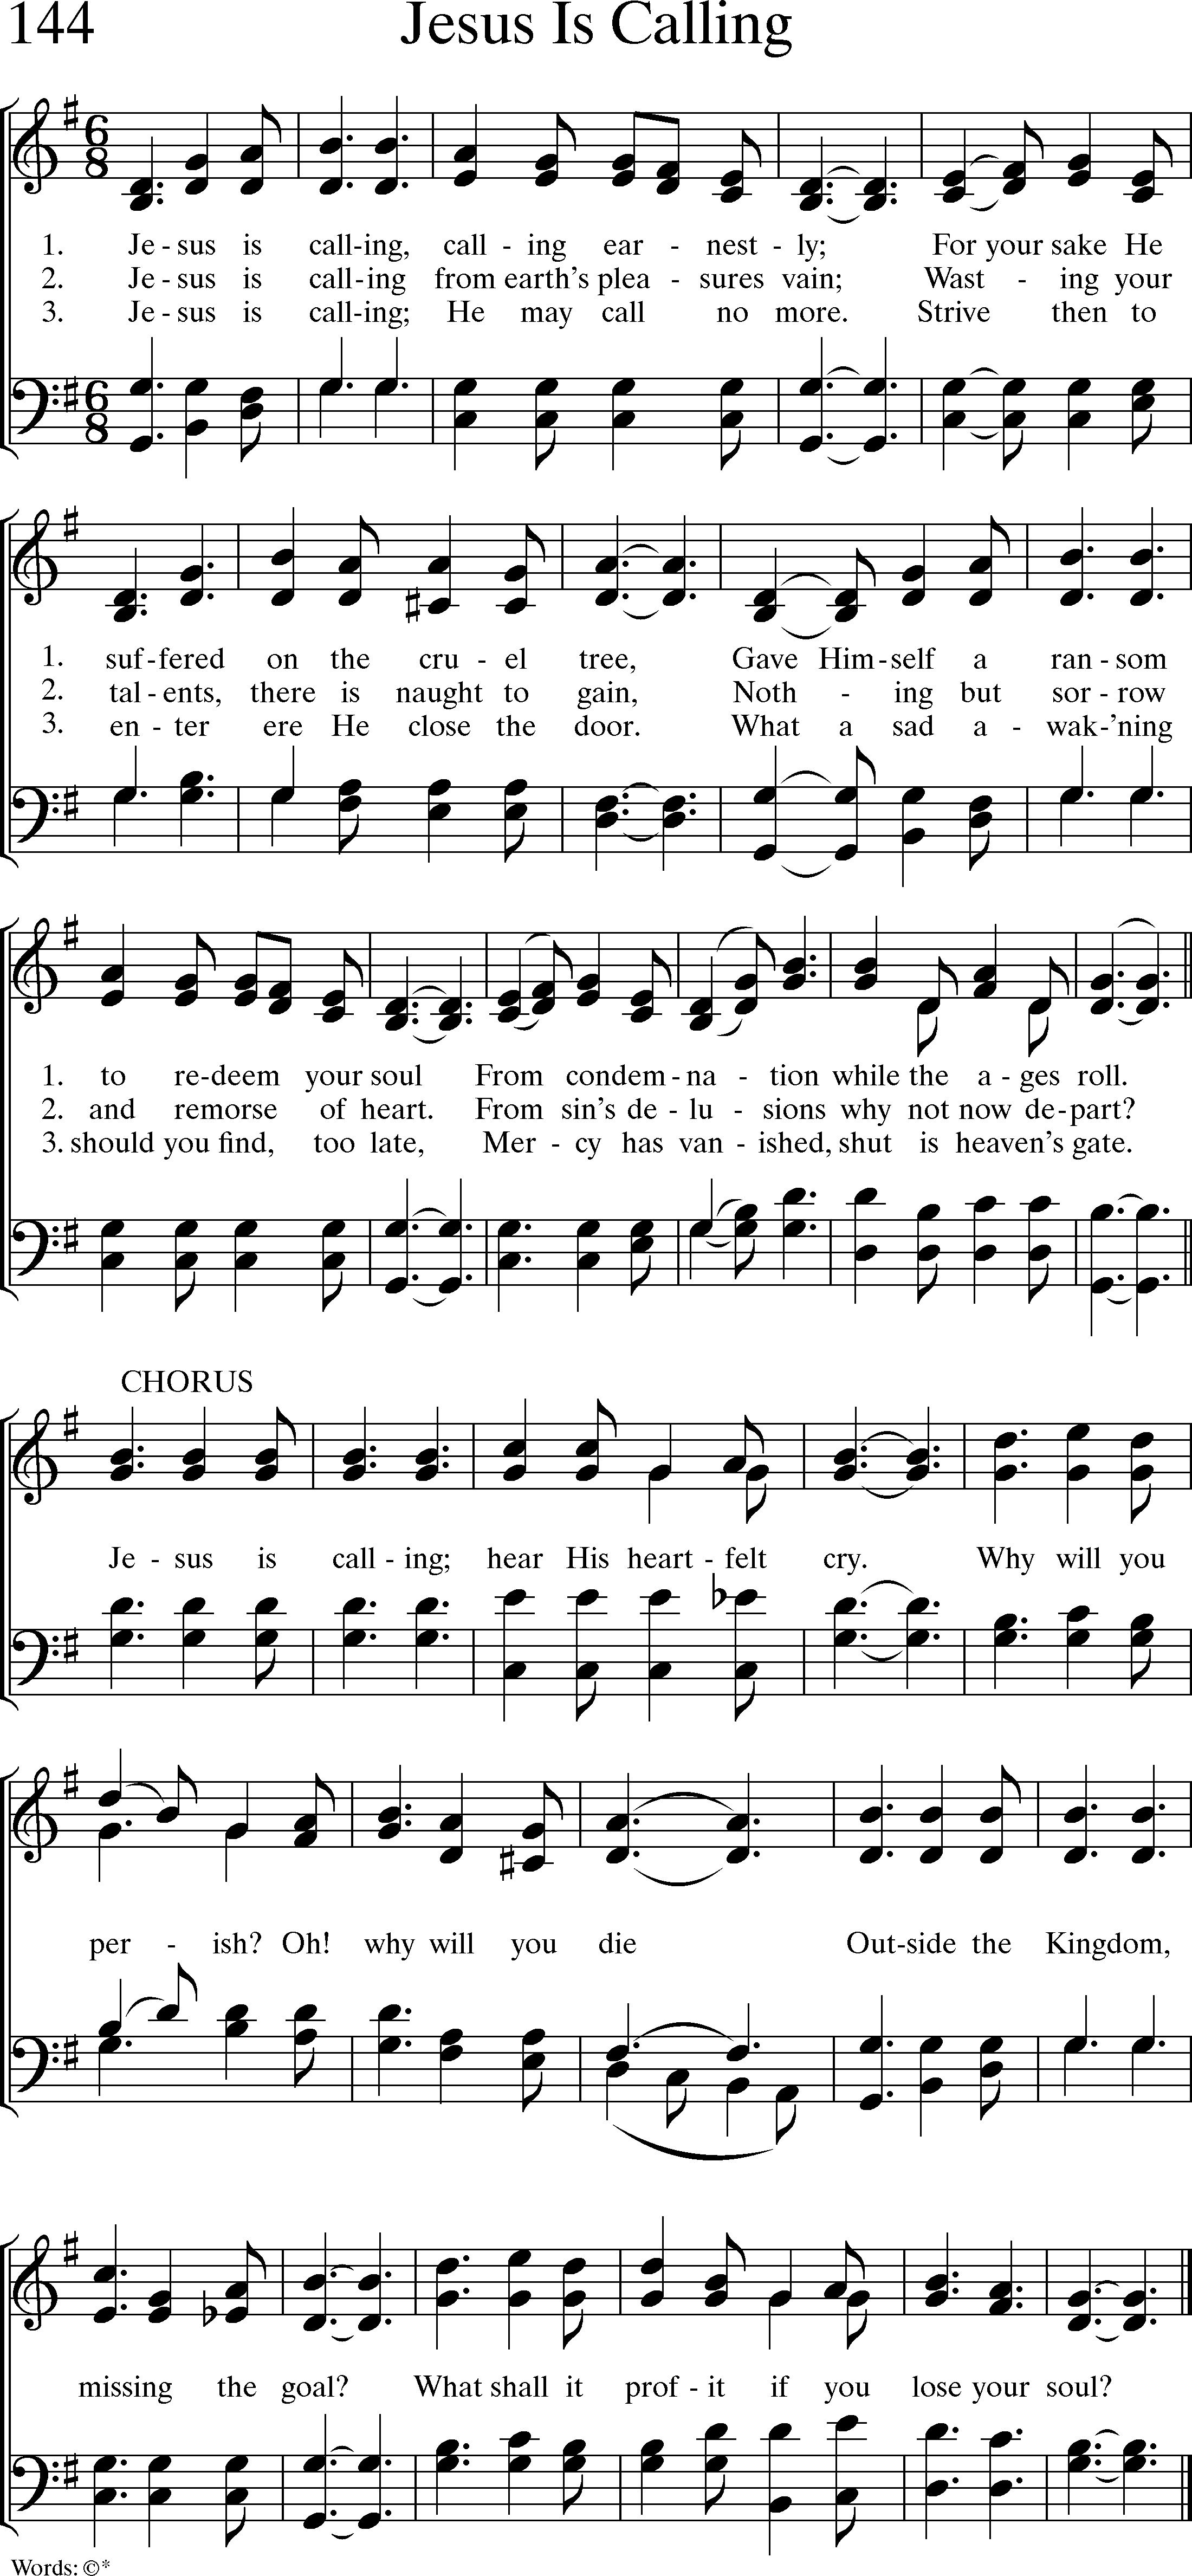 144 Jesus Is Calling
1. Je - sus is call - ing, call - ing ear - nest - ly; For your sake He
2. Je - sus is call - ing from earth's plea - sures vain; Wast - ing your
3. Je - sus is call - ing; He may call no more. Strive then to
1. suf - fered on the cru - el tree, Gave Him - self a ran - som
2. tal - ents, there is naught to gain, Noth - ing but sor - row
3. en - ter ere He close the door. What a sad a - wak - 'ning
1. to re - deem your soul From condem - na - tion while the a - ges roll.
2. and remorse of heart. From sin's de - lu - sions why not now de - part?
3. should you find, too late, Mer - cy has van - ished, shut is heaven's gate.
CHORUS
Je - sus is call - ing; hear His heart - felt cry. Why will you
per - ish? Oh! why will you die Out - side the Kingdom,
missing the goal? What shall it prof - it if you lose your soul?
Words: ©*